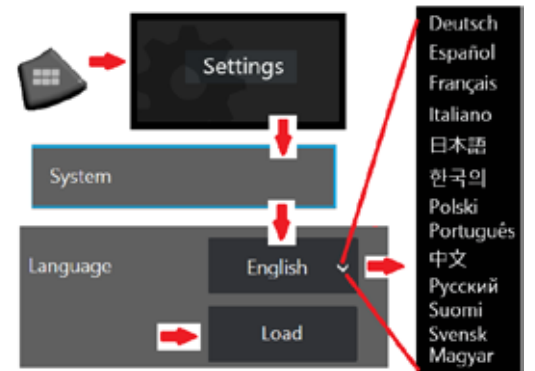 Settings
System
Language
English
Load
Deutsch
Español
Français
Italiano
日本語
한국의
Polski
Português
中文
Русский
Suomi
Svensk
Magyar